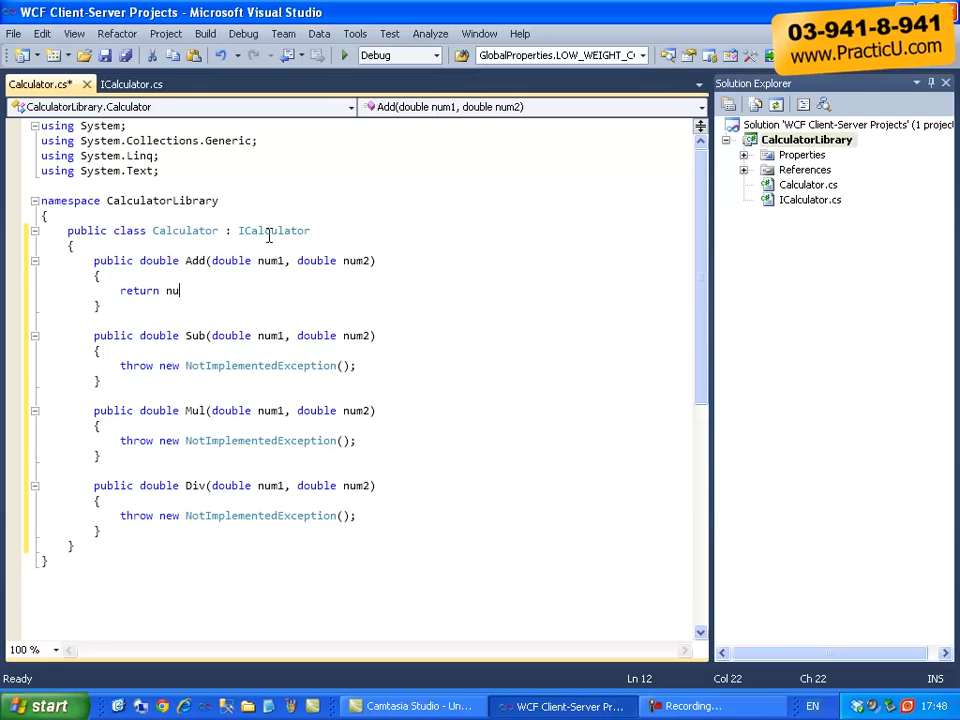 WCF Client-Server Projects - Microsoft Visual Studio
03-941-8-941
www.PracticU.com
File Edit View Refactor Project Build Debug Team Data Tools Test Analyze Window Help
Debug
GlobalProperties.LOW_WEIGHT_C
Calculator.cs*
ICalculator.cs
Solution Explorer
CalculatorLibrary.Calculator
Add(double num1, double num2)
Solution 'WCF Client-Server Projects' (1 projec
CalculatorLibrary
Properties
References
Calculator.cs
ICalculator.cs
using System;
using System.Collections.Generic;
using System.Linq;
using System.Text;
namespace CalculatorLibrary
{
public class Calculator : ICalculator
{
public double Add(double num1, double num2)
{
return nu
}
public double Sub(double num1, double num2)
{
throw new NotImplementedException();
}
public double Mul(double num1, double num2)
{
throw new NotImplementedException();
}
public double Div(double num1, double num2)
{
throw new NotImplementedException();
}
}
}
100 %
Ready
Ln 12
Col 22
Ch 22
INS
start
Camtasia Studio - Un...
WCF Client-Server Pr...
Recording...
EN
17:48